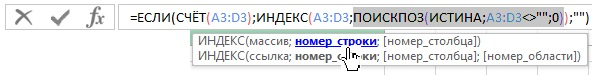 =ЕСЛИ(СЧЁТ(A3:D3);ИНДЕКС(A3:D3;ПОИСКПОЗ(ИСТИНА;A3:D3<>"";0));"")
ИНДЕКС(массив; номер_строки; [номер_столбца])
ИНДЕКС(ссылка; номер_строки; [номер_столбца]; [номер_области])